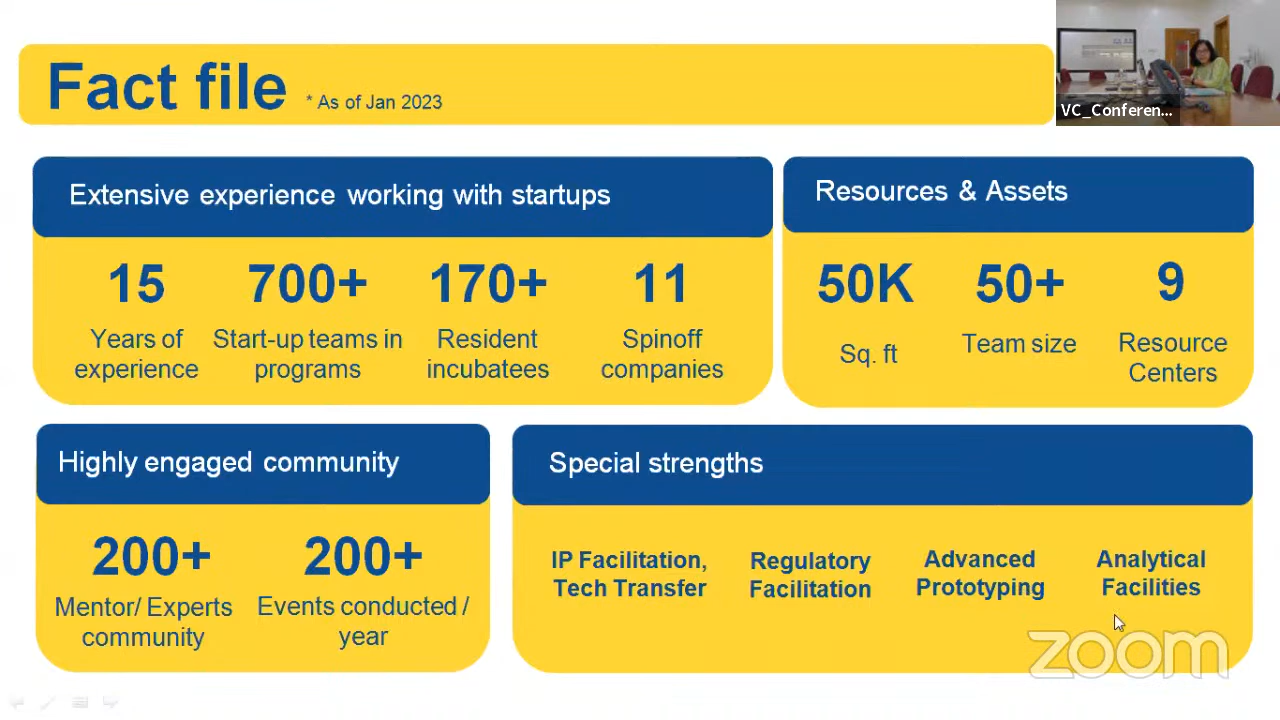 Fact file * As of Jan 2023
VC_Conferen...
Extensive experience working with startups
15
Years of
experience
700+
Start-up teams in
programs
170+
Resident
incubatees
11
Spinoff
companies
Resources & Assets
50K
Sq. ft
50+
Team size
9
Resource
Centers
Highly engaged community
200+
Mentor/ Experts
community
200+
Events conducted /
year
Special strengths
IP Facilitation,
Tech Transfer
Regulatory
Facilitation
Advanced
Prototyping
Analytical
Facilities
zoom